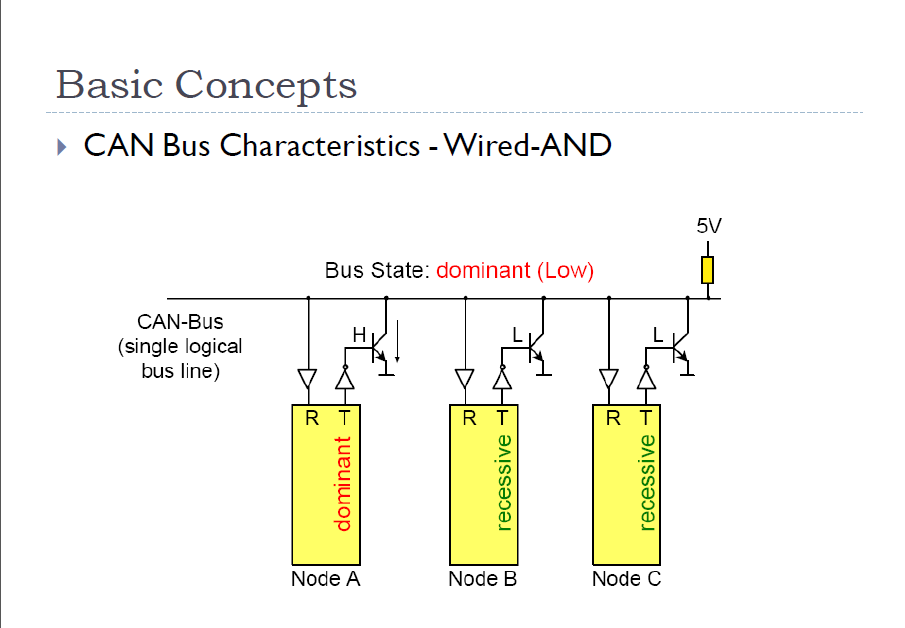 Basic Concepts
CAN Bus Characteristics - Wired-AND
5V
Bus State: dominant (Low)
CAN-Bus
(single logical
bus line)
H
L
L
R T
R T
R T
dominant
recessive
recessive
Node A
Node B
Node C